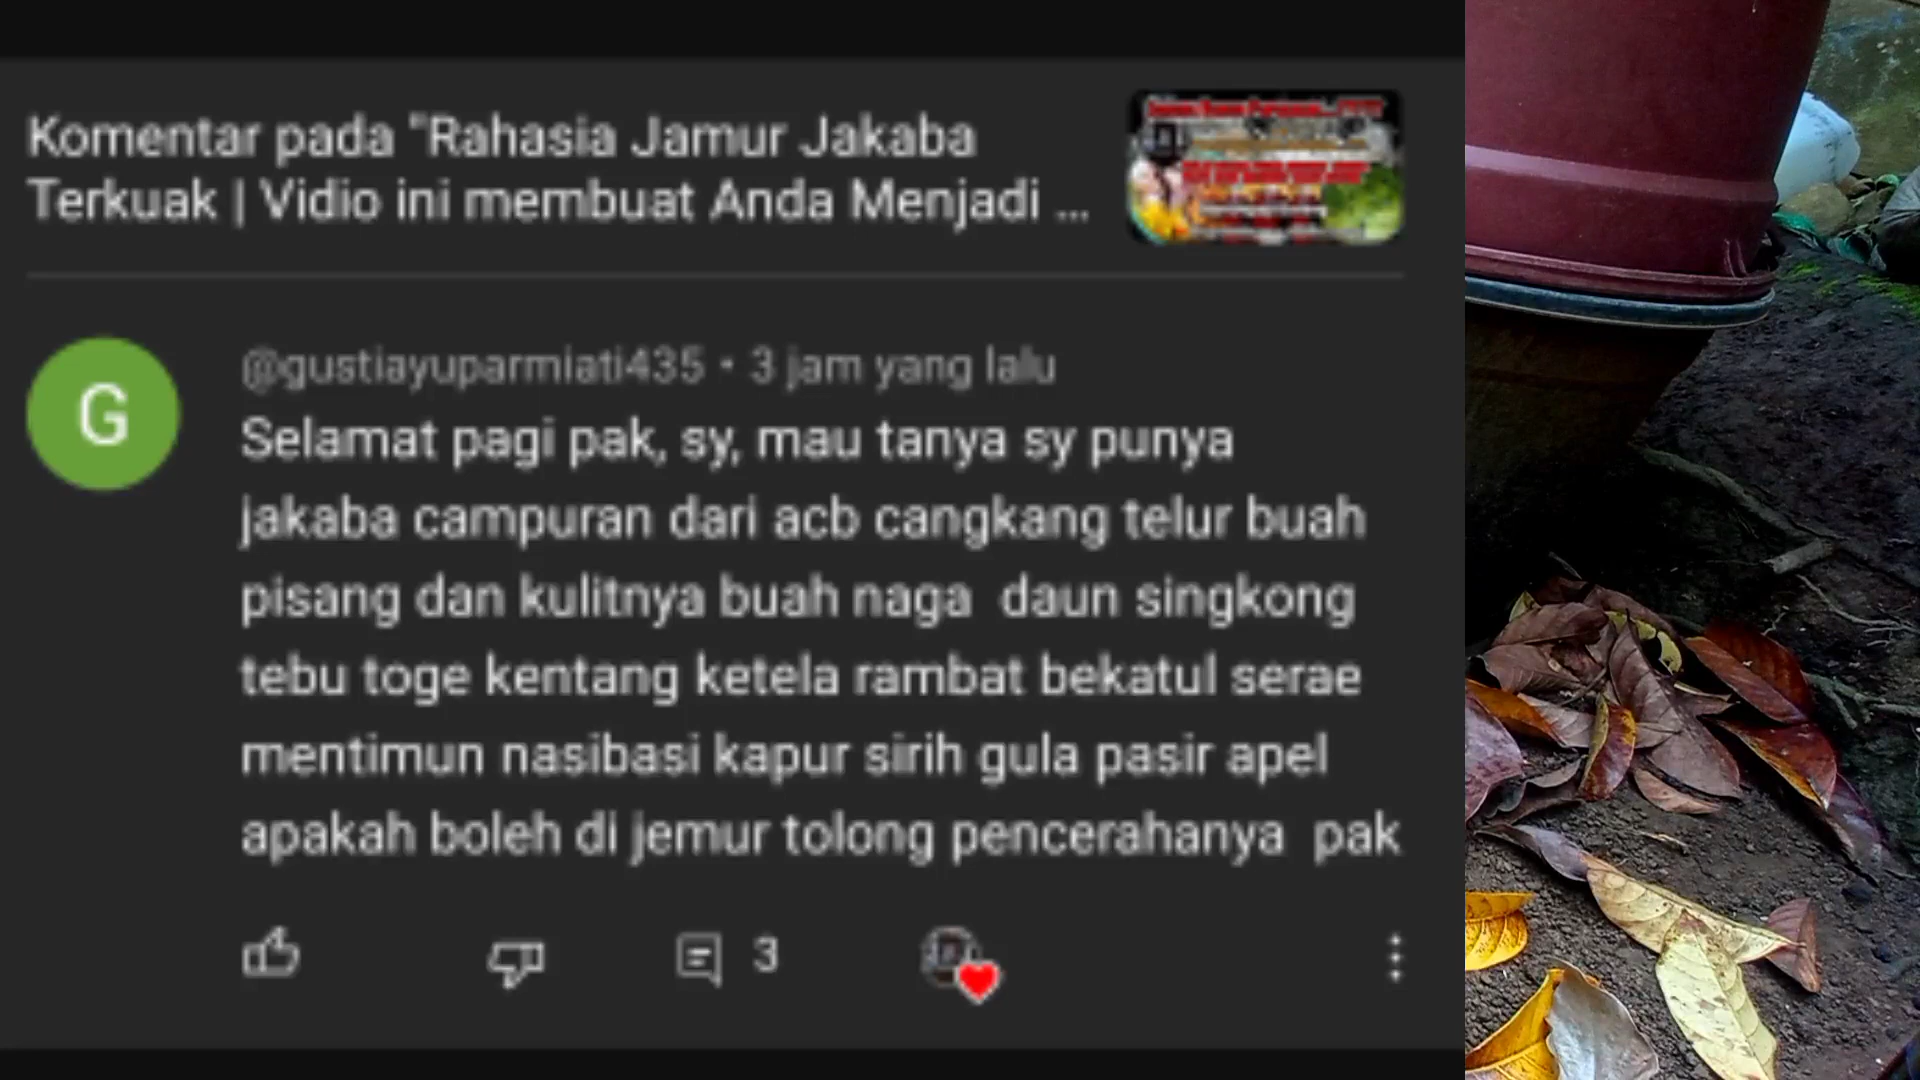 Komentar pada "Rahasia Jamur Jakaba
Terkuak | Vidio ini membuat Anda Menjadi ...
G
@gustiayuparmiati435 • 3 jam yang lalu
Selamat pagi pak, sy, mau tanya sy punya
jakaba campuran dari acb cangkang telur buah
pisang dan kulitnya buah naga daun singkong
tebu toge kentang ketela rambat bekatul serae
mentimun nasibasi kapur sirih gula pasir apel
apakah boleh di jemur tolong pencerahanya pak
3